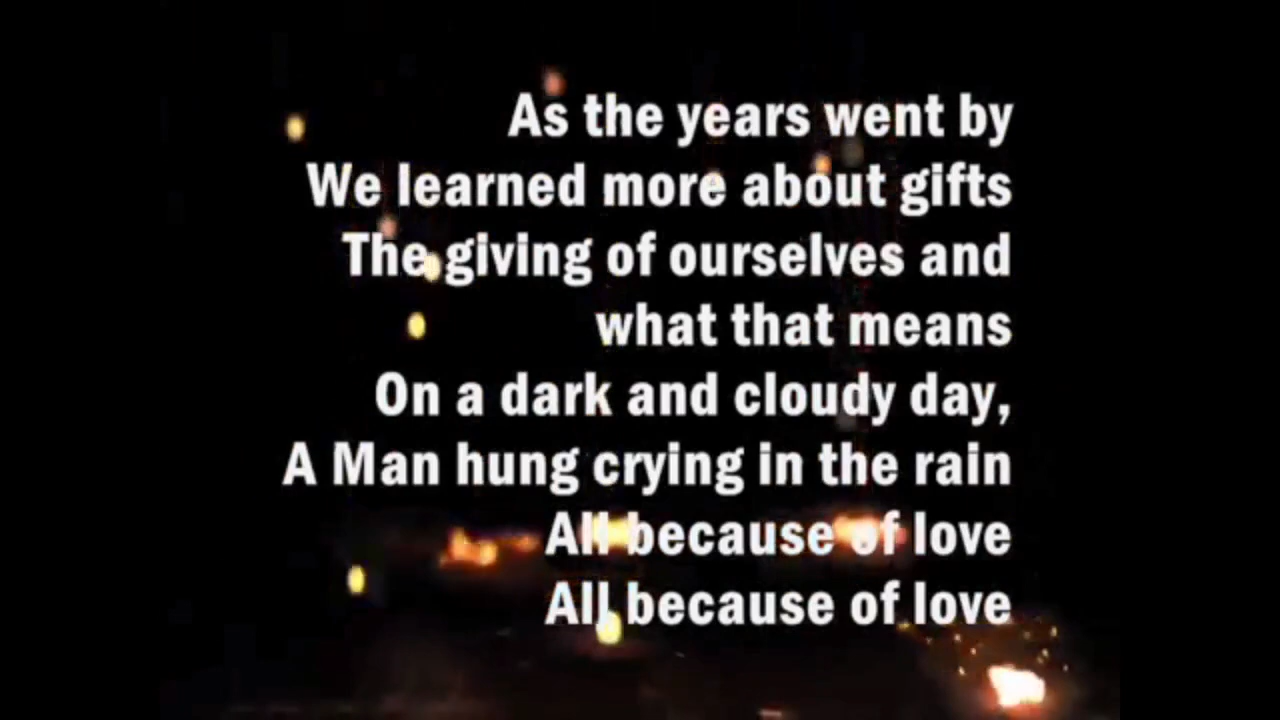 As the years went by
We learned more about gifts
The giving of ourselves and
what that means
On a dark and cloudy day,
A Man hung crying in the rain
All because of love
All because of love